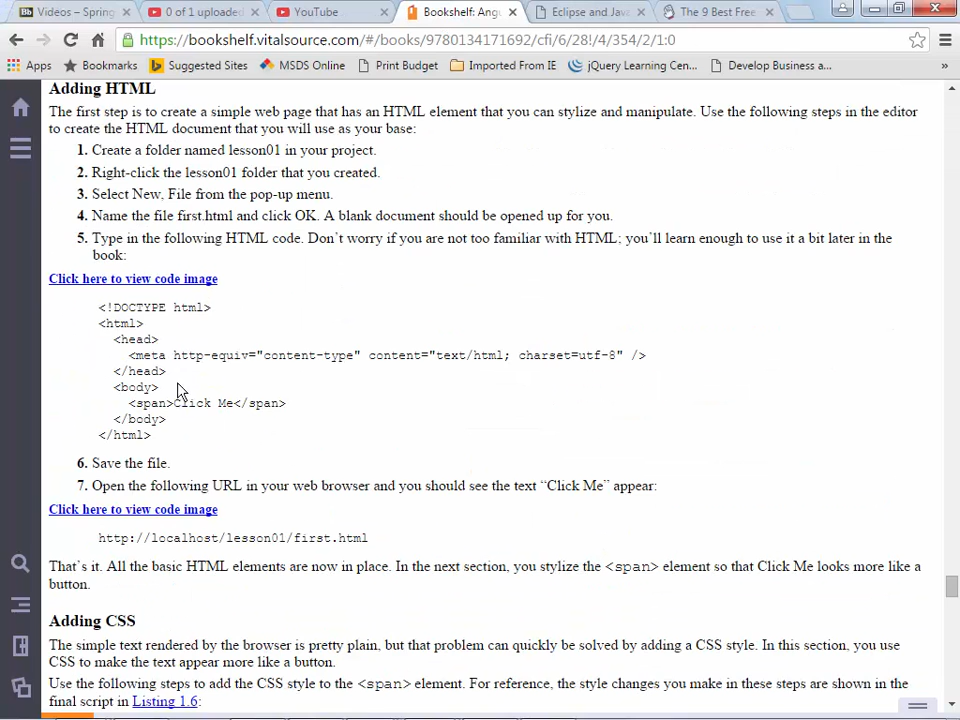 Videos – Spring
0 of 1 uploaded
YouTube
Bookshelf: Angu
Eclipse and Java
The 9 Best Free
https://bookshelf.vitalsource.com/#/books/9780134171692/cfi/6/28!/4/354/2/1:0
Apps
Bookmarks
Suggested Sites
MSDS Online
Print Budget
Imported From IE
jQuery Learning Cen...
Develop Business a...
»
Adding HTML
The first step is to create a simple web page that has an HTML element that you can stylize and manipulate. Use the following steps in the editor
to create the HTML document that you will use as your base:
1. Create a folder named lesson01 in your project.
2. Right-click the lesson01 folder that you created.
3. Select New, File from the pop-up menu.
4. Name the file first.html and click OK. A blank document should be opened up for you.
5. Type in the following HTML code. Don’t worry if you are not too familiar with HTML; you’ll learn enough to use it a bit later in the
book:
Click here to view code image
<!DOCTYPE html>
<html>
<head>
<meta http-equiv="content-type" content="text/html; charset=utf-8" />
</head>
<body>
<span>Click Me</span>
</body>
</html>
6. Save the file.
7. Open the following URL in your web browser and you should see the text “Click Me” appear:
Click here to view code image
http://localhost/lesson01/first.html
That’s it. All the basic HTML elements are now in place. In the next section, you stylize the <span> element so that Click Me looks more like a
button.
Adding CSS
The simple text rendered by the browser is pretty plain, but that problem can quickly be solved by adding a CSS style. In this section, you use
CSS to make the text appear more like a button.
Use the following steps to add the CSS style to the <span> element. For reference, the style changes you make in these steps are shown in the
final script in Listing 1.6: